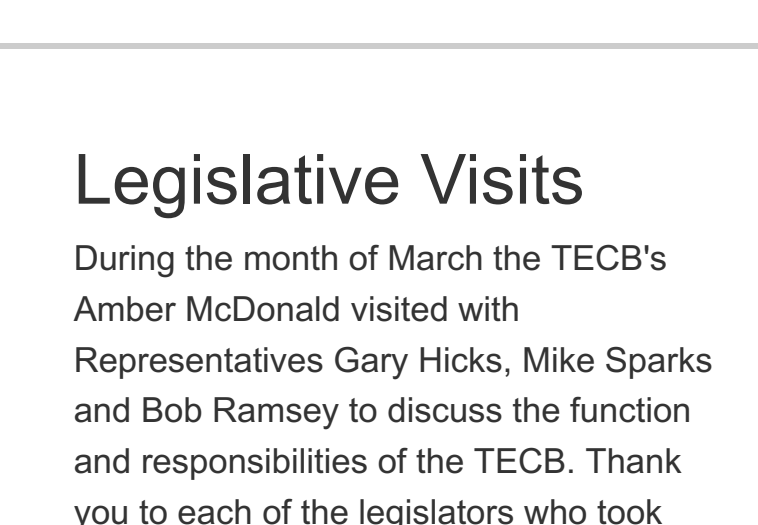 Legislative Visits
During the month of March the TECB's
Amber McDonald visited with
Representatives Gary Hicks, Mike Sparks
and Bob Ramsey to discuss the function
and responsibilities of the TECB. Thank
you to each of the legislators who took